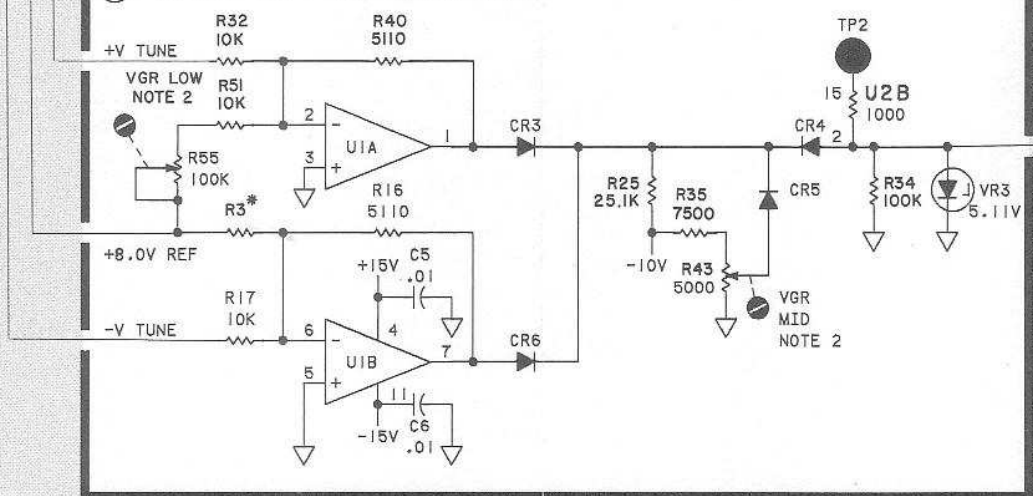 R32
10K
R40
5110
TP2
+V TUNE
VGR LOW
NOTE 2
R51
10K
15
U2B
1000
2
-
1
CR3
CR4
2
U1A
3
+
R55
100K
R16
5110
R25
25.1K
R35
7500
CR5
R34
100K
VR3
5.11V
R3*
+8.0V REF
+15V
C5
.01
-10V
R43
5000
R17
10K
VGR
MID
NOTE 2
-V TUNE
4
6
-
7
CR6
U1B
5
+
11
C6
.01
-15V